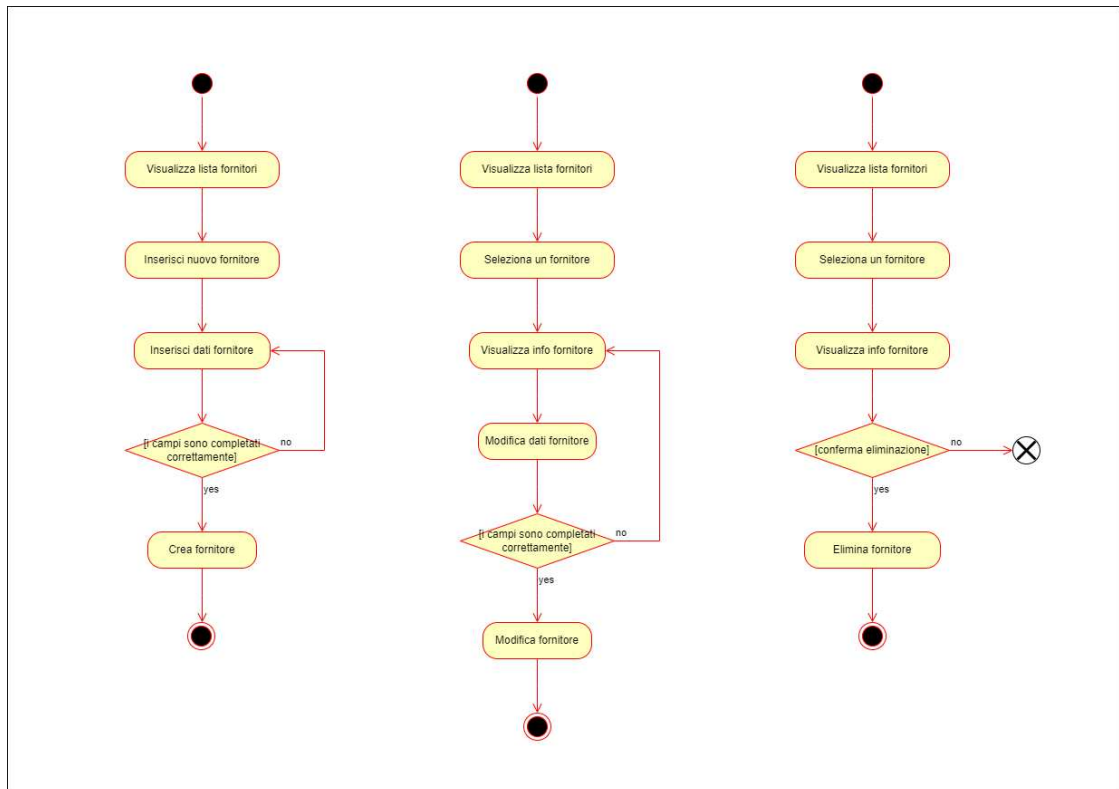 Visualizza lista fornitori
Inserisci nuovo fornitore
Inserisci dati fornitore
[i campi sono completati
correttamente]
no
yes
Crea fornitore
Visualizza lista fornitori
Seleziona un fornitore
Visualizza info fornitore
Modifica dati fornitore
[i campi sono completati
correttamente]
no
yes
Modifica fornitore
Visualizza lista fornitori
Seleziona un fornitore
Visualizza info fornitore
[conferma eliminazione]
no
yes
Elimina fornitore